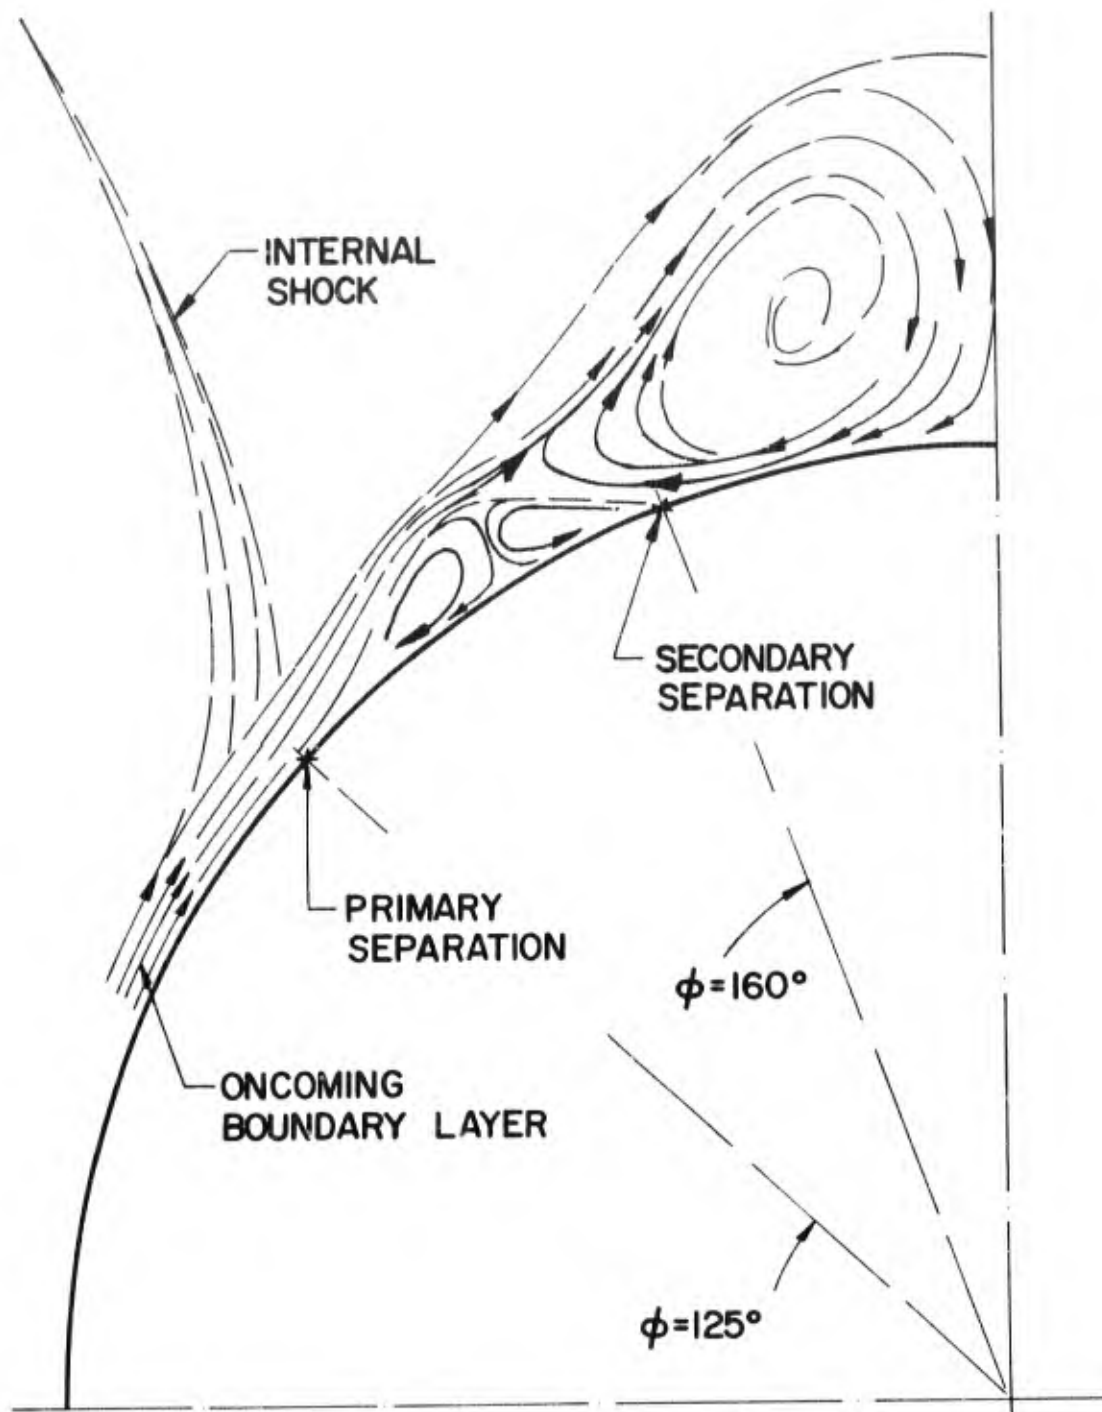 INTERNAL
SHOCK
SECONDARY
SEPARATION
PRIMARY
SEPARATION
ϕ=160°
ONCOMING
BOUNDARY LAYER
ϕ=125°